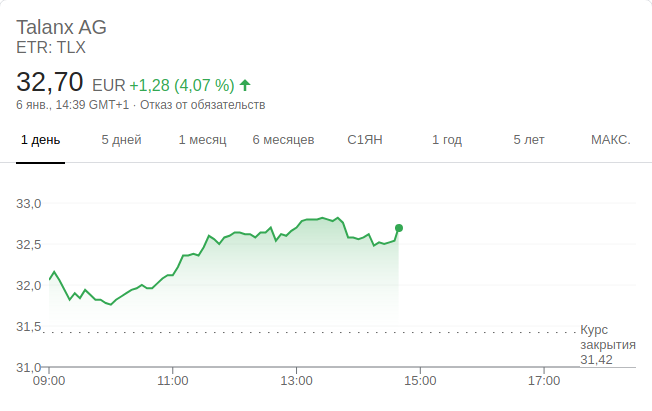 Talanx AG
ETR: TLX
32,70 EUR +1,28 (4,07 %)
6 янв., 14:39 GMT+1 · Отказ от обязательств
1 день 5 дней 1 месяц 6 месяцев С1ЯН 1 год 5 лет МАКС.
33,0
32,5
32,0
31,5
Курс
закрытия
31,42
31,0
09:00 11:00 13:00 15:00 17:00